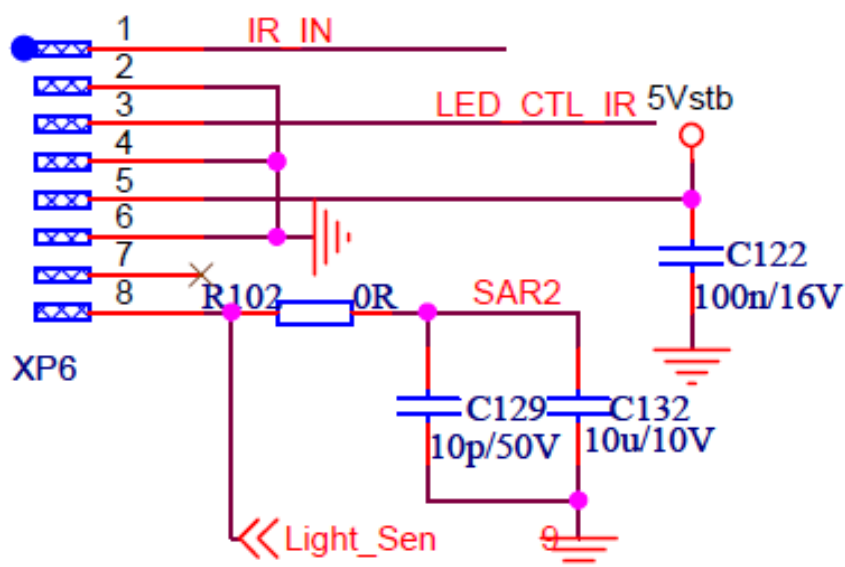 1 IR_IN
2
3 LED_CTL_IR 5Vstb
4
5
6
7
C122
8 R102 0R SAR2
100n/16V
XP6
C129 C132
10p/50V 10u/10V
Light_Sen 9